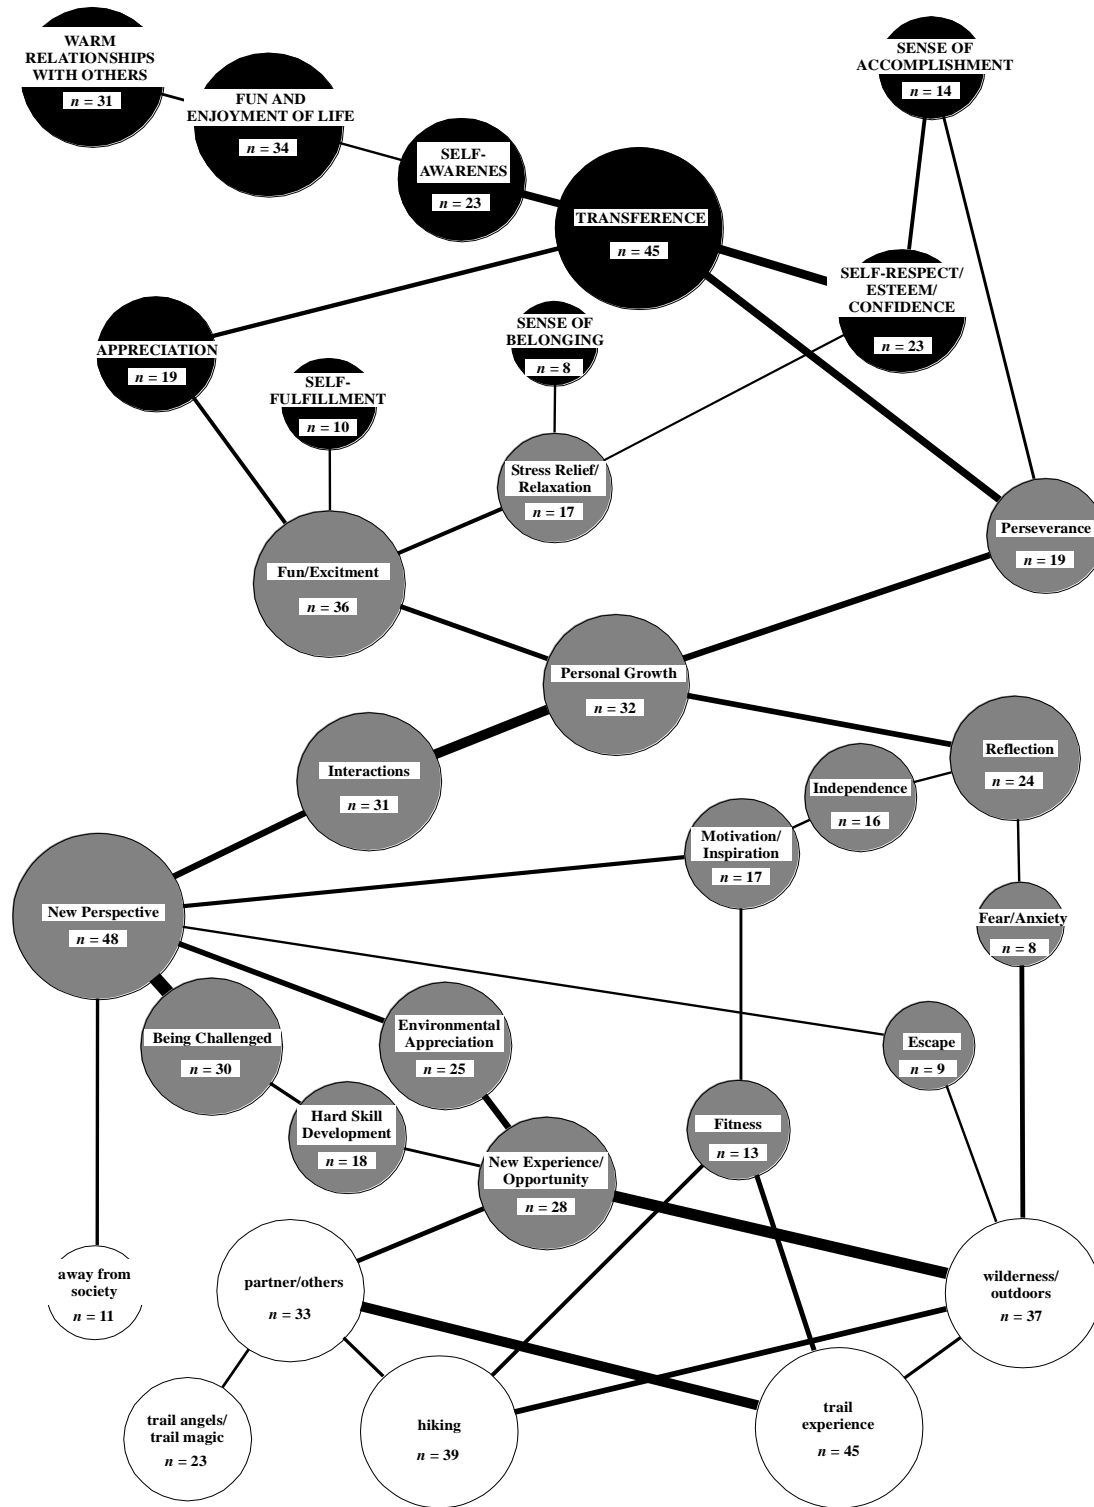 WARM
RELATIONSHIPS
WITH OTHERS
n = 31
SENSE OF
ACCOMPLISHMENT
n = 14
FUN AND
ENJOYMENT OF LIFE
n = 34
SELF-
AWARENES
n = 23
TRANSFERENCE
n = 45
SELF-RESPECT/
ESTEEM/
CONFIDENCE
n = 23
SENSE OF
BELONGING
n = 8
APPRECIATION
n = 19
SELF-
FULFILLMENT
n = 10
Stress Relief/
Relaxation
n = 17
Perseverance
n = 19
Fun/Excitment
n = 36
Personal Growth
n = 32
Reflection
n = 24
Interactions
n = 31
Independence
n = 16
Motivation/
Inspiration
n = 17
New Perspective
n = 48
Fear/Anxiety
n = 8
Being Challenged
n = 30
Environmental
Appreciation
n = 25
Escape
n = 9
Hard Skill
Development
n = 18
Fitness
n = 13
New Experience/
Opportunity
n = 28
away from
society
n = 11
partner/others
n = 33
wilderness/
outdoors
n = 37
trail angels/
trail magic
n = 23
hiking
n = 39
trail
experience
n = 45